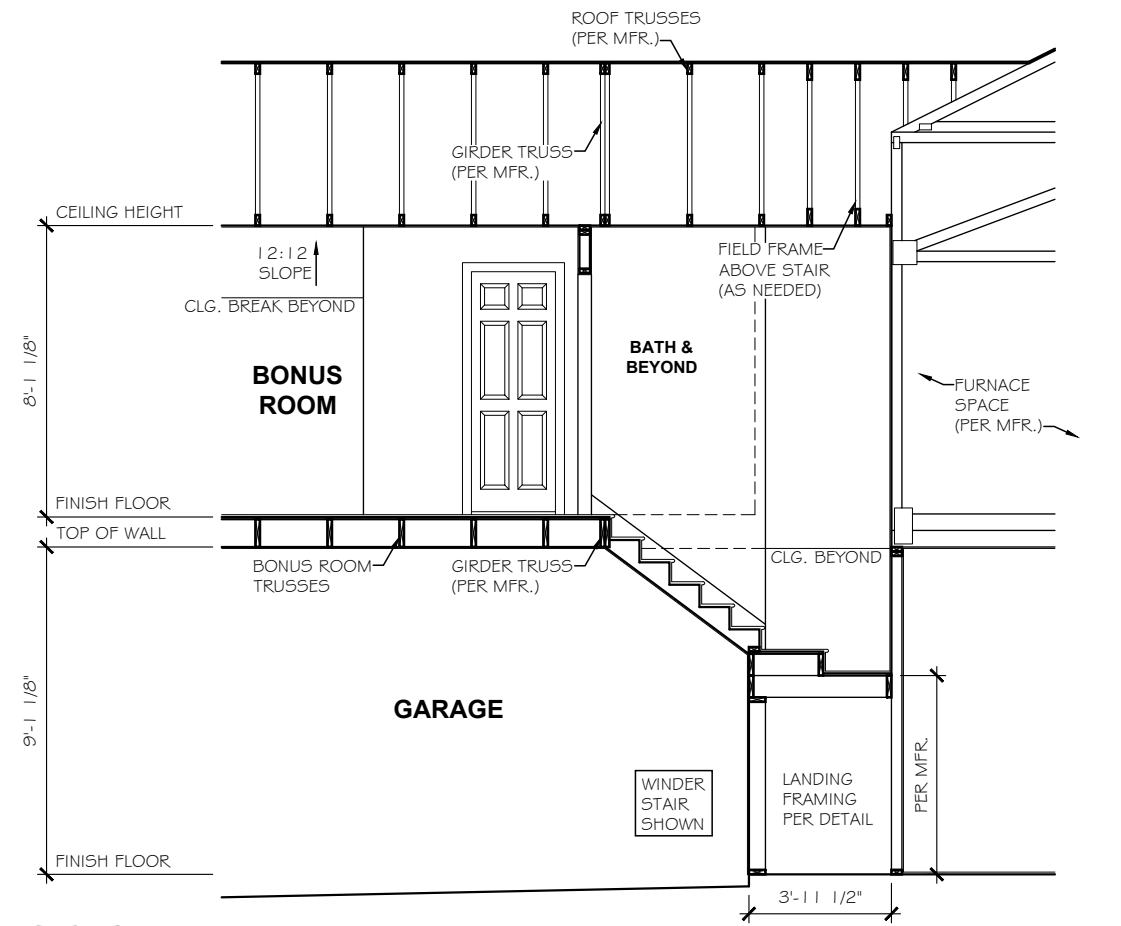 ROOF TRUSSES
(PER MFR.)
GIRDER TRUSS
(PER MFR.)
CEILING HEIGHT
12:12
SLOPE
CLG. BREAK BEYOND
FIELD FRAME
ABOVE STAIR
(AS NEEDED)
8'-1 1/8"
BONUS
ROOM
BATH &
BEYOND
FURNACE
SPACE
(PER MFR.)
FINISH FLOOR
TOP OF WALL
BONUS ROOM
TRUSSES
GIRDER TRUSS
(PER MFR.)
CLG. BEYOND
9'-1 1/8"
GARAGE
WINDER
STAIR
SHOWN
LANDING
FRAMING
PER DETAIL
PER MFR.
FINISH FLOOR
3'-11 1/2"